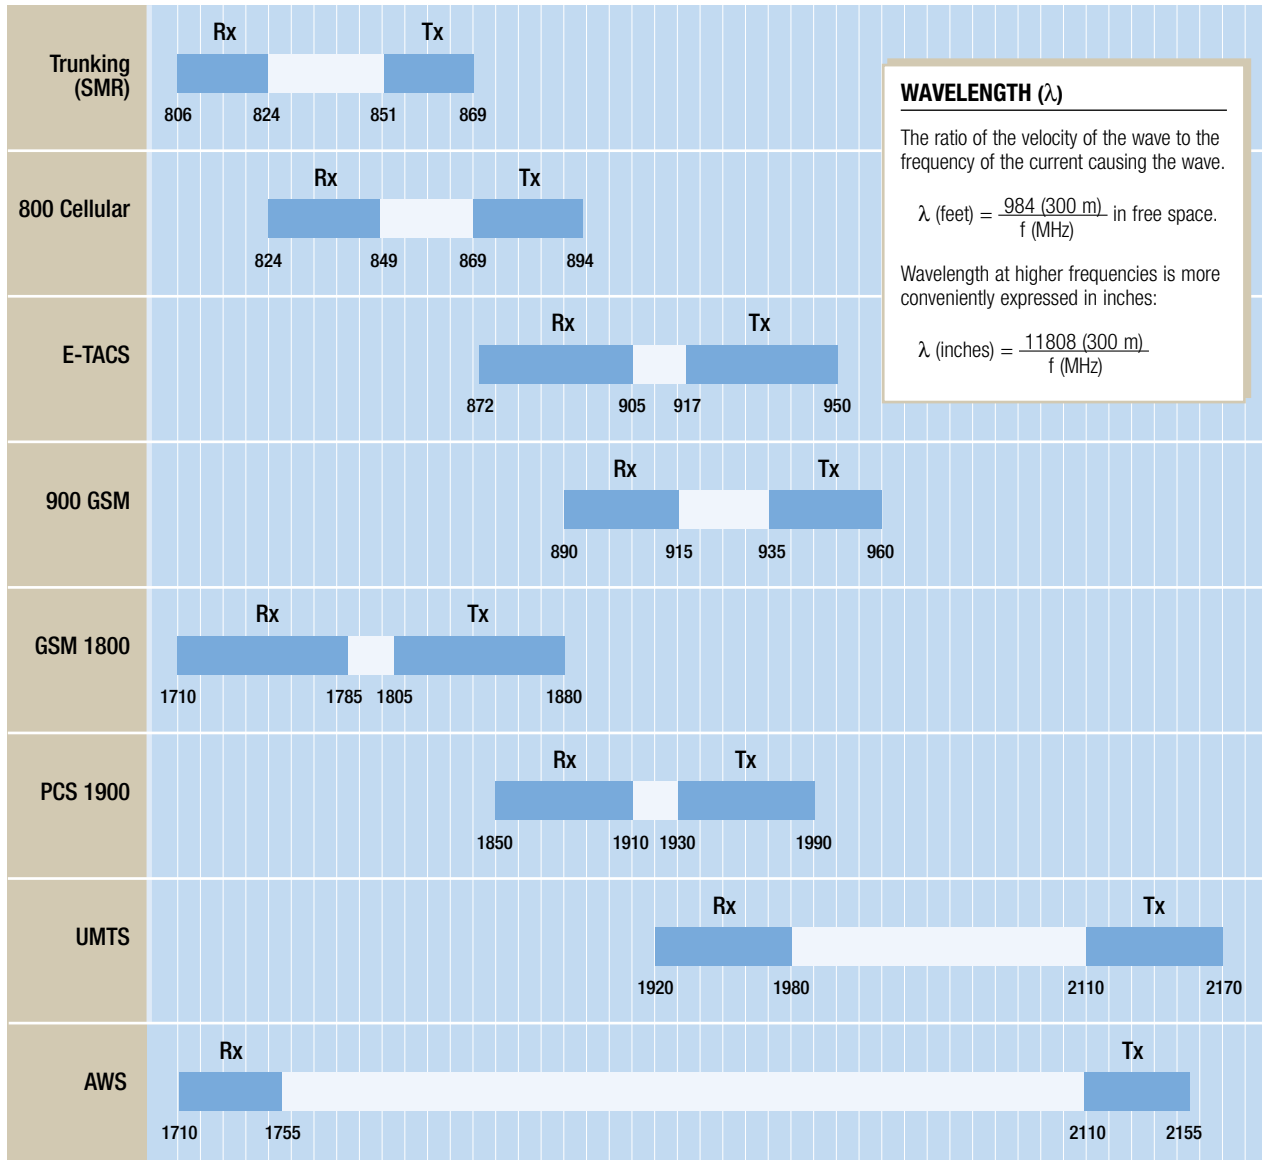 Rx Tx
Trunking
(SMR)
806 824 851 869
WAVELENGTH (λ)
The ratio of the velocity of the wave to the
frequency of the current causing the wave.
λ (feet) = 984 (300 m) in free space.
f (MHz)
Wavelength at higher frequencies is more
conveniently expressed in inches:
λ (inches) = 11808 (300 m)
f (MHz)
Rx Tx
800 Cellular
824 849 869 894
Rx Tx
E-TACS
872 905 917 950
Rx Tx
900 GSM
890 915 935 960
Rx Tx
GSM 1800
1710 1785 1805 1880
Rx Tx
PCS 1900
1850 1910 1930 1990
Rx Tx
UMTS
1920 1980 2110 2170
Rx Tx
AWS
1710 1755 2110 2155